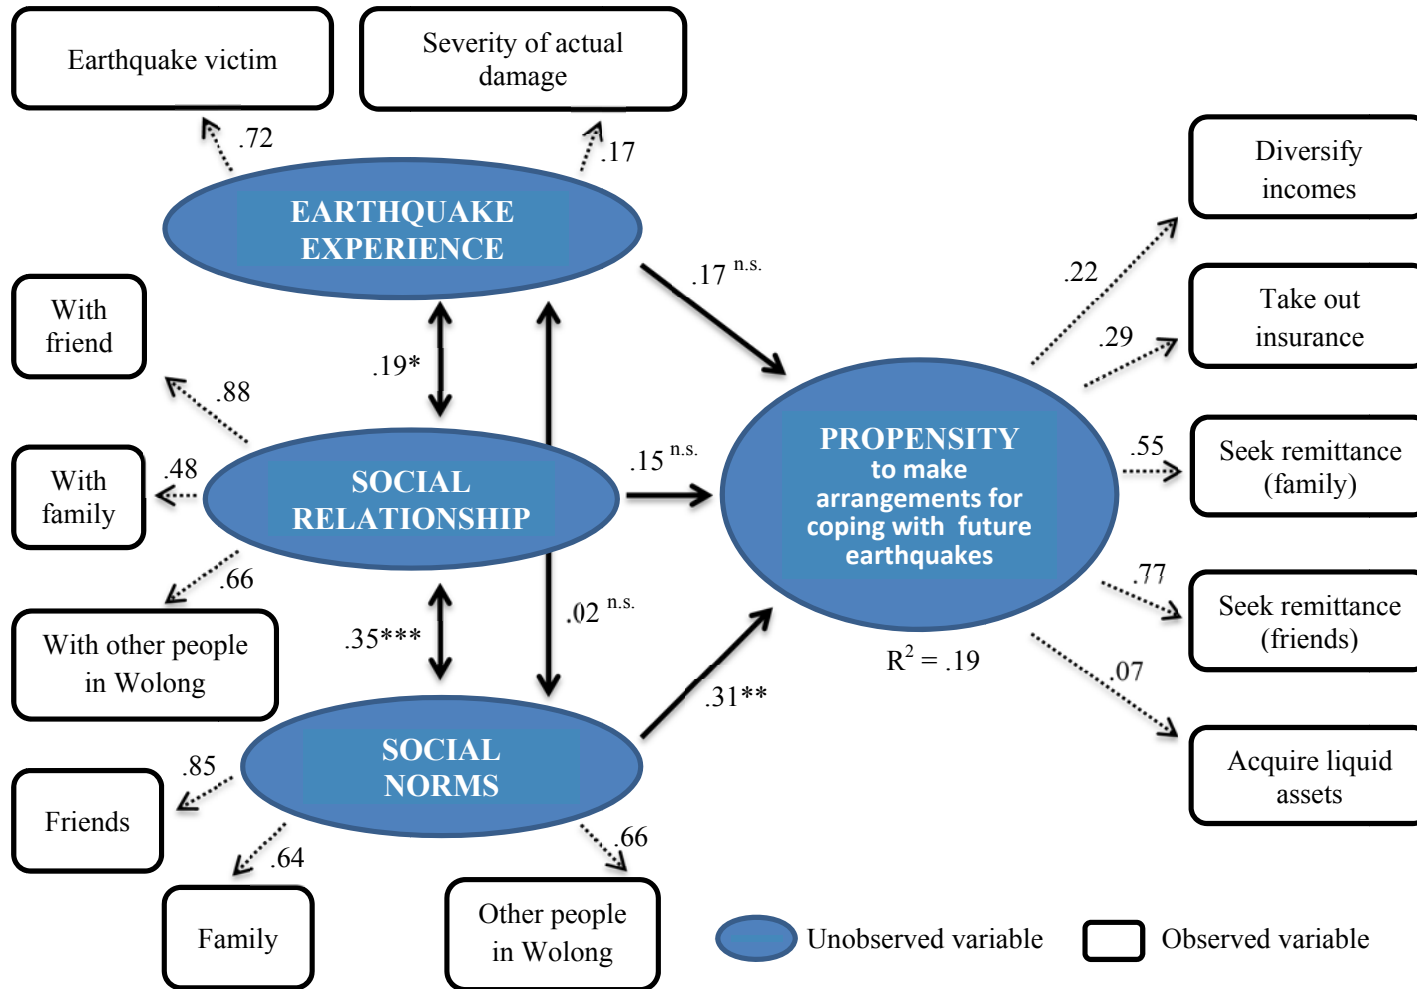 Earthquake victim
Severity of actual
damage
.72
.17
EARTHQUAKE
EXPERIENCE
With
friend
.88
.19*
.17 n.s.
With
family
.48
SOCIAL
RELATIONSHIP
.15 n.s.
.66
With other people
in Wolong
.35***
.02 n.s.
.31**
SOCIAL
NORMS
.85
Friends
.64
Family
.66
Other people
in Wolong
PROPENSITY
to make
arrangements for
coping with future
earthquakes
R² = .19
.22
Diversify
incomes
.29
Take out
insurance
.55
Seek remittance
(family)
.77
Seek remittance
(friends)
.07
Acquire liquid
assets
Unobserved variable
Observed variable